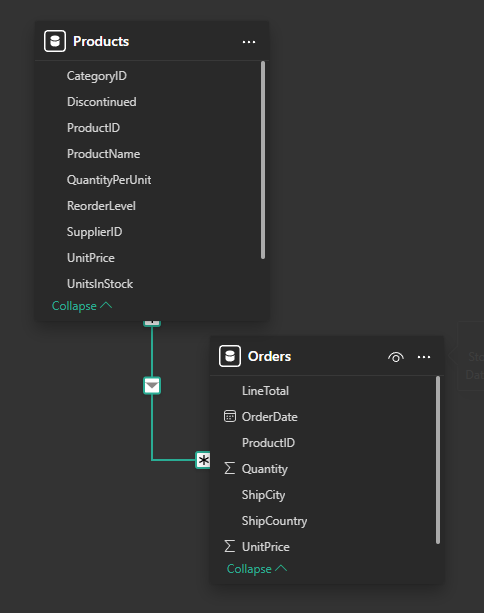 Products
CategoryID
Discontinued
ProductID
ProductName
QuantityPerUnit
ReorderLevel
SupplierID
UnitPrice
UnitsInStock
Collapse
*
Orders
LineTotal
OrderDate
ProductID
Quantity
ShipCity
ShipCountry
UnitPrice
Collapse